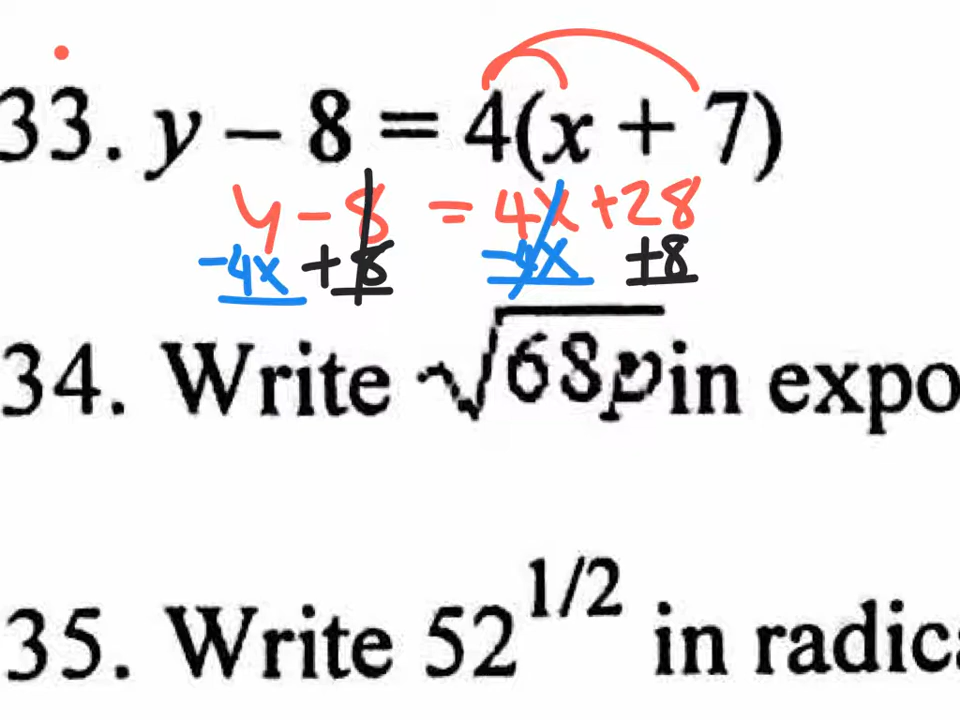 33. y – 8 = 4(x + 7)
y – 8 = 4x + 28
–4x + 8 –4x + 8
34. Write √68p in expo
35. Write 52^1/2 in radica